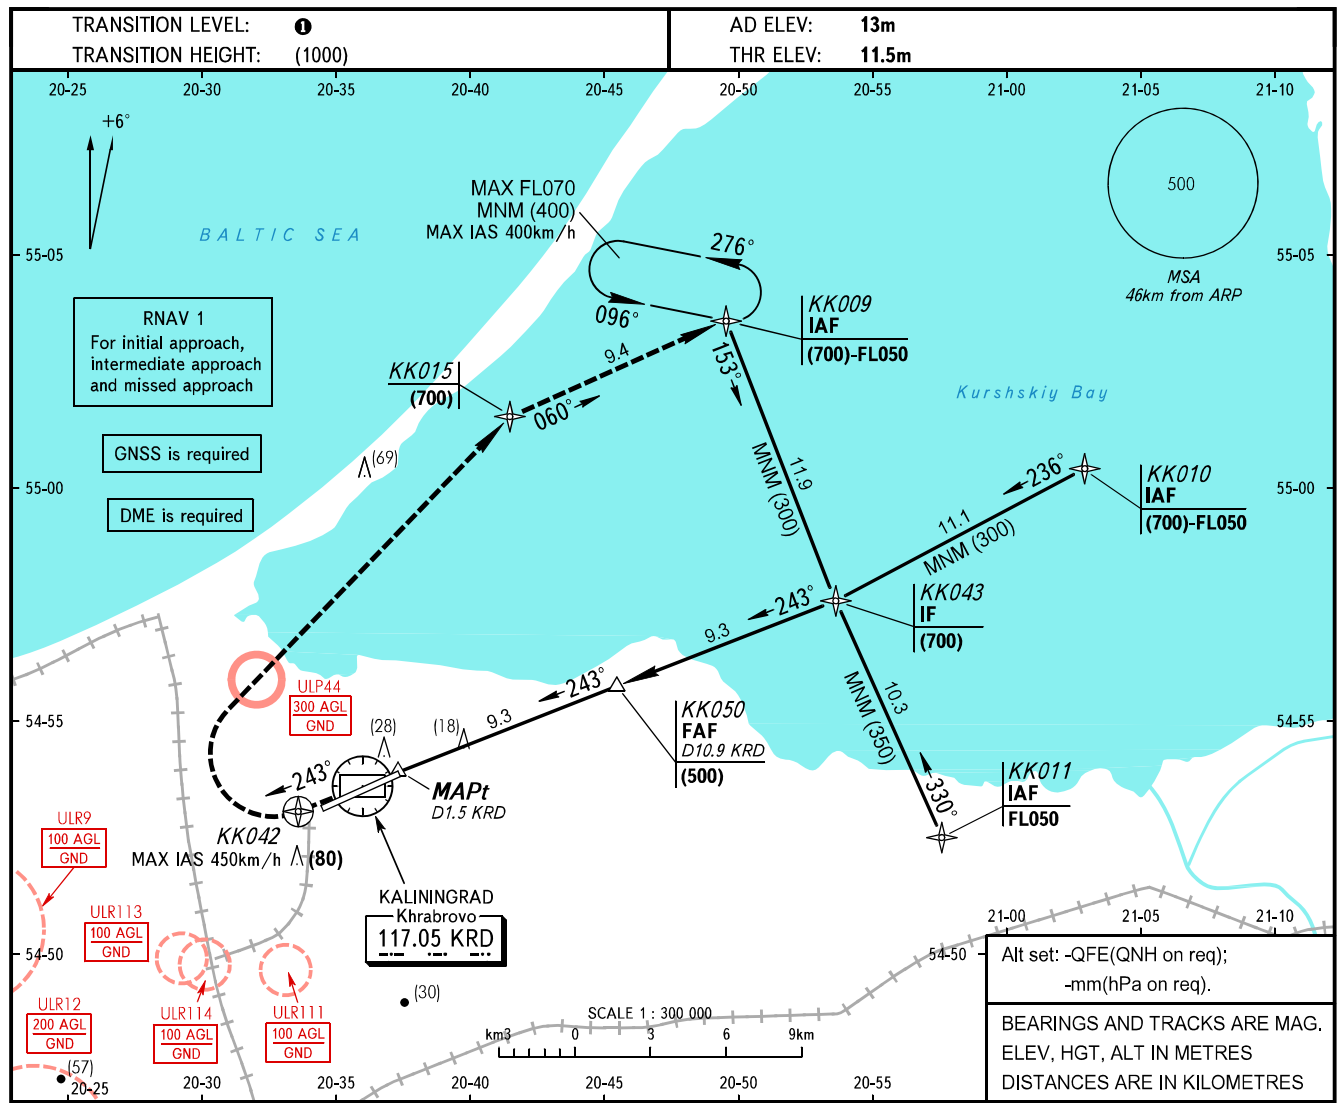 TRANSITION LEVEL: ❶
TRANSITION HEIGHT: (1000)
AD ELEV: 13m
THR ELEV: 11.5m
20-25 20-30 20-35 20-40 20-45 20-50 20-55 21-00 21-05 21-10
+6°
500
MSA
46km from ARP
MAX FL070
MNM (400)
MAX IAS 400km/h
BALTIC SEA
276°
096°
55-05
55-05
RNAV 1
For initial approach,
intermediate approach
and missed approach
GNSS is required
DME is required
KK009
IAF
(700)-FL050
9.4
153°
KK015
(700)
060°
Kurshskiy Bay
(69)
11.9
MNM (300)
236°
KK010
IAF
(700)-FL050
55-00
55-00
11.1
MNM (300)
243°
KK043
IF
(700)
9.3
243°
ULP44
300 AGL
GND
10.3
MNM (350)
KK050
FAF
D10.9 KRD
(500)
54-55
54-55
(28)
(18)
9.3
243°
MAPt
D1.5 KRD
KK011
IAF
FL050
330°
KK042
MAX IAS 450km/h
(80)
ULR9
100 AGL
GND
KALININGRAD
Khrabrovo
117.05 KRD
ULR113
100 AGL
GND
21-00 21-05 21-10
54-50
54-50
Alt set: -QFE(QNH on req);
-mm(hPa on req).
ULR12
200 AGL
GND
ULR114
100 AGL
GND
ULR111
100 AGL
GND
(30)
(57)
SCALE 1 : 300 000
km3 0 3 6 9km
BEARINGS AND TRACKS ARE MAG.
ELEV, HGT, ALT IN METRES
DISTANCES ARE IN KILOMETRES
20-25 20-30 20-35 20-40 20-45 20-50 20-55